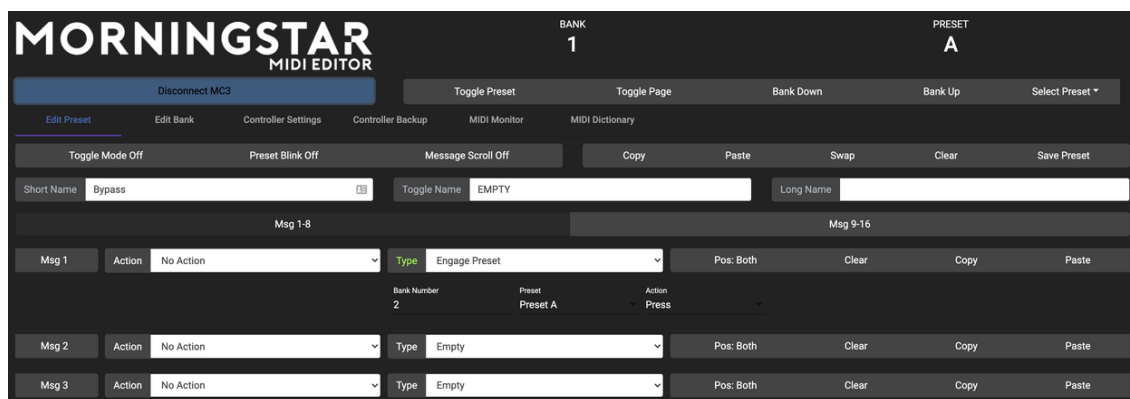 MORNINGSTAR
MIDI EDITOR
BANK
1
PRESET
A
Disconnect MC3 Toggle Preset Toggle Page Bank Down Bank Up Select Preset
Edit Preset Edit Bank Controller Settings Controller Backup MIDI Monitor MIDI Dictionary
Toggle Mode Off Preset Blink Off Message Scroll Off Copy Paste Swap Clear Save Preset
Short Name Bypass Toggle Name EMPTY Long Name
Msg 1-8 Msg 9-16
Msg 1 Action No Action Type Engage Preset Pos: Both Clear Copy Paste
Bank Number Preset Action
2 Preset A Press
Msg 2 Action No Action Type Empty Pos: Both Clear Copy Paste
Msg 3 Action No Action Type Empty Pos: Both Clear Copy Paste